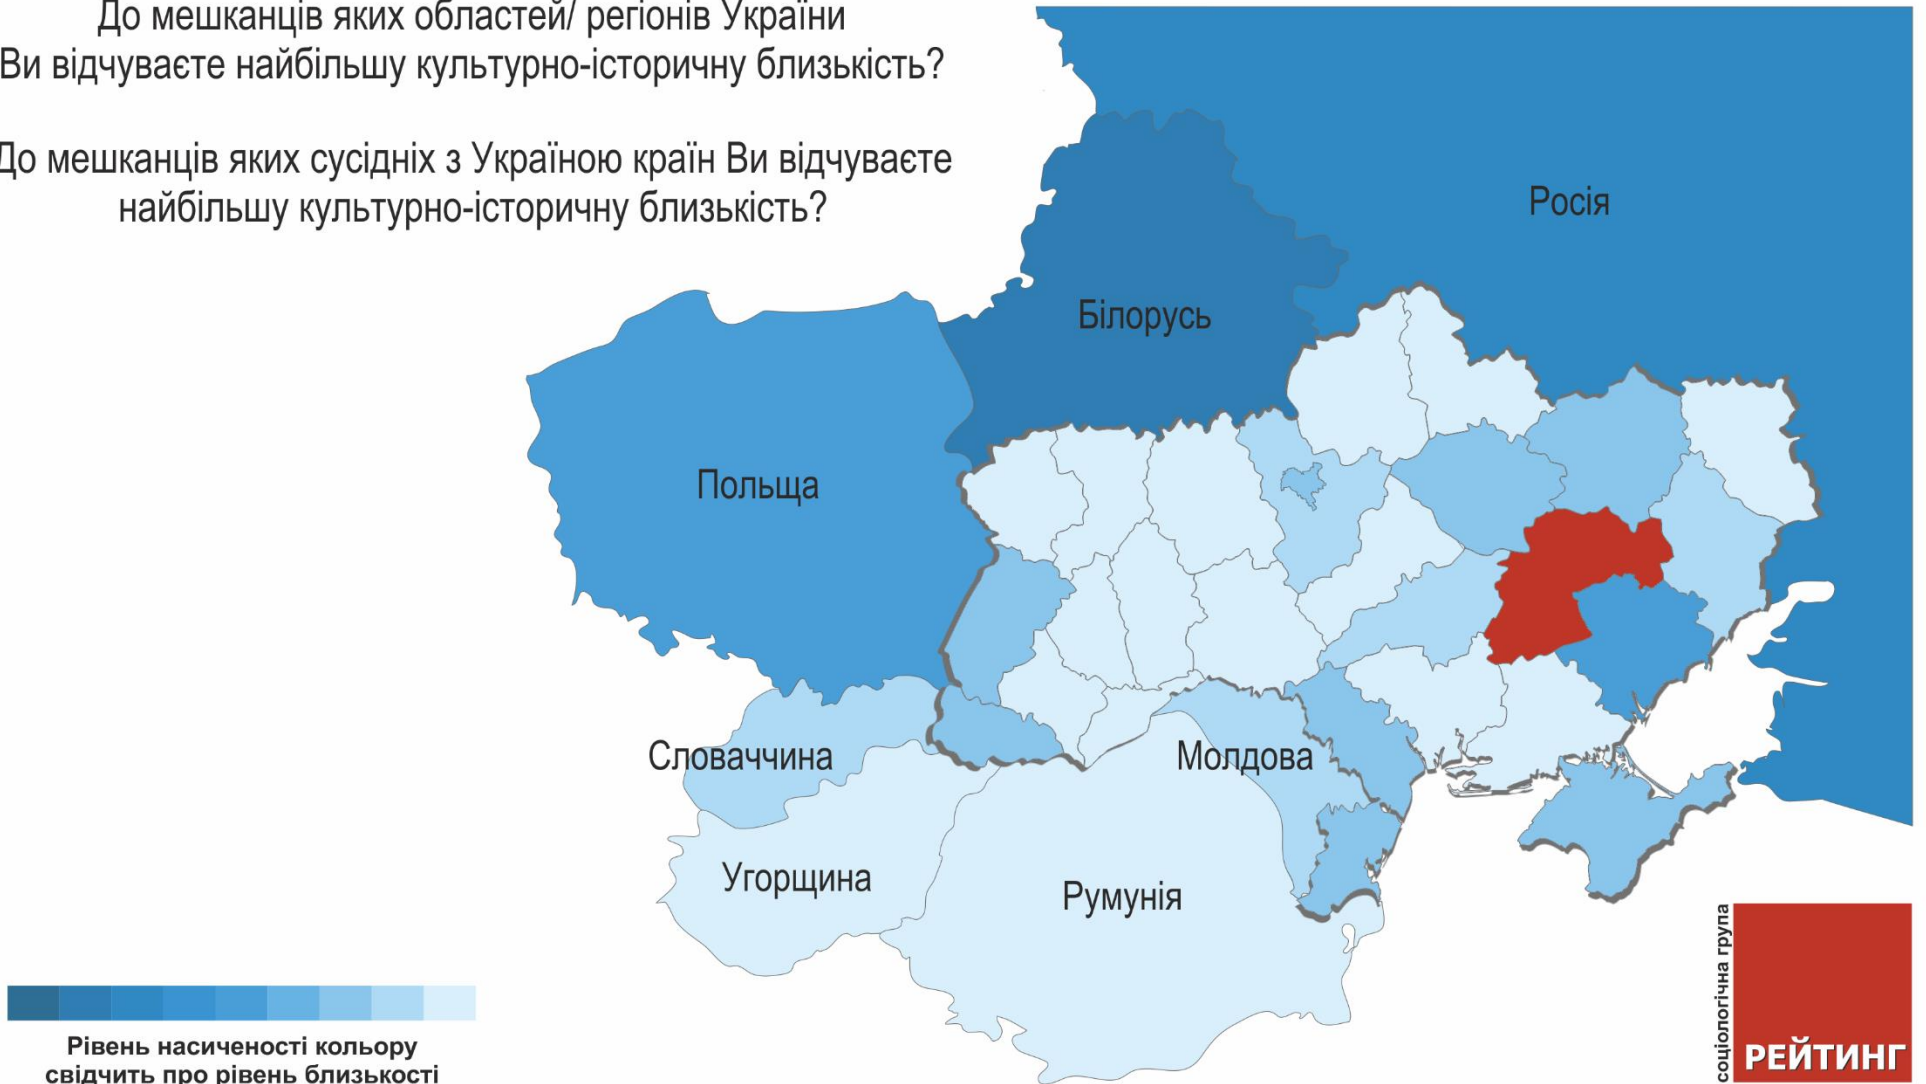 До мешканців яких областей/ регіонів України
Ви відчуваєте найбільшу культурно-історичну близькість?
До мешканців яких сусідніх з Україною країн Ви відчуваєте
найбільшу культурно-історичну близькість?
Росія
Білорусь
Польща
Словаччина
Молдова
Угорщина
Румунія
Рівень насиченості кольору
свідчить про рівень близькості
соціологічна група
РЕЙТИНГ